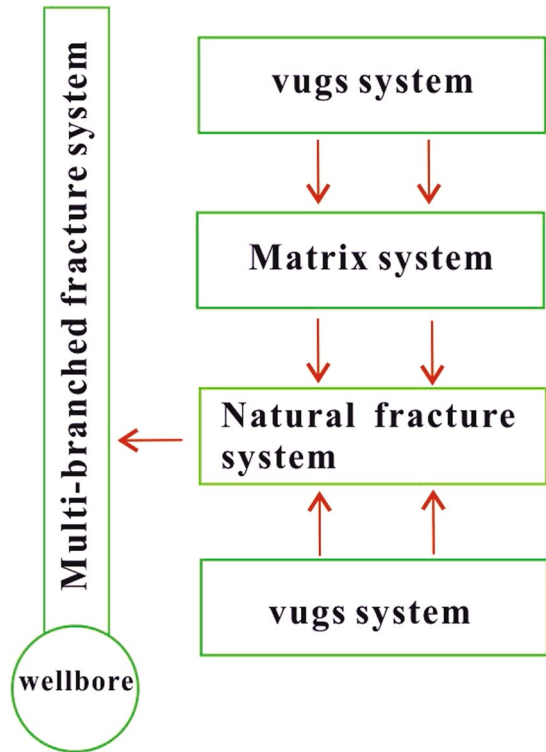 Multi-branched fracture system
vugs system
Matrix system
Natural fracture
system
vugs system
wellbore